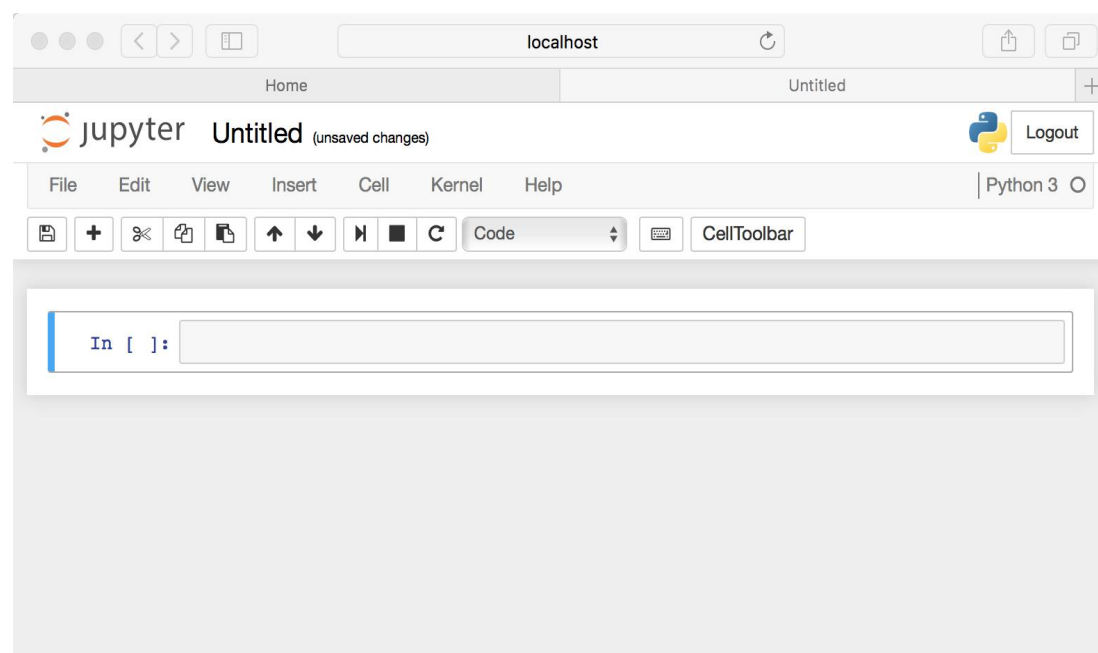 localhost
Home Untitled
jupyter Untitled (unsaved changes) Logout
File Edit View Insert Cell Kernel Help Python 3
Code CellToolbar
In [ ]: